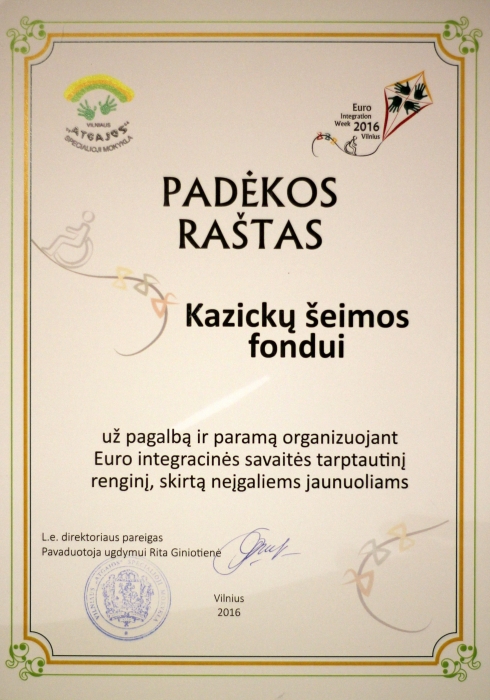 VILNIAUS
„ATGAJOS“
SPECIALIOJI MOKYKLA
Euro
Integration
Week 2016
Vilnius
PADĖKOS
RAŠTAS
Kazickų šeimos
fondui
už pagalbą ir paramą organizuojant
Euro integracinės savaitės tarptautinį
renginį, skirtą neįgaliems jaunuoliams
L.e. direktoriaus pareigas
Pavaduotoja ugdymui Rita Giniotienė
Vilnius
2016